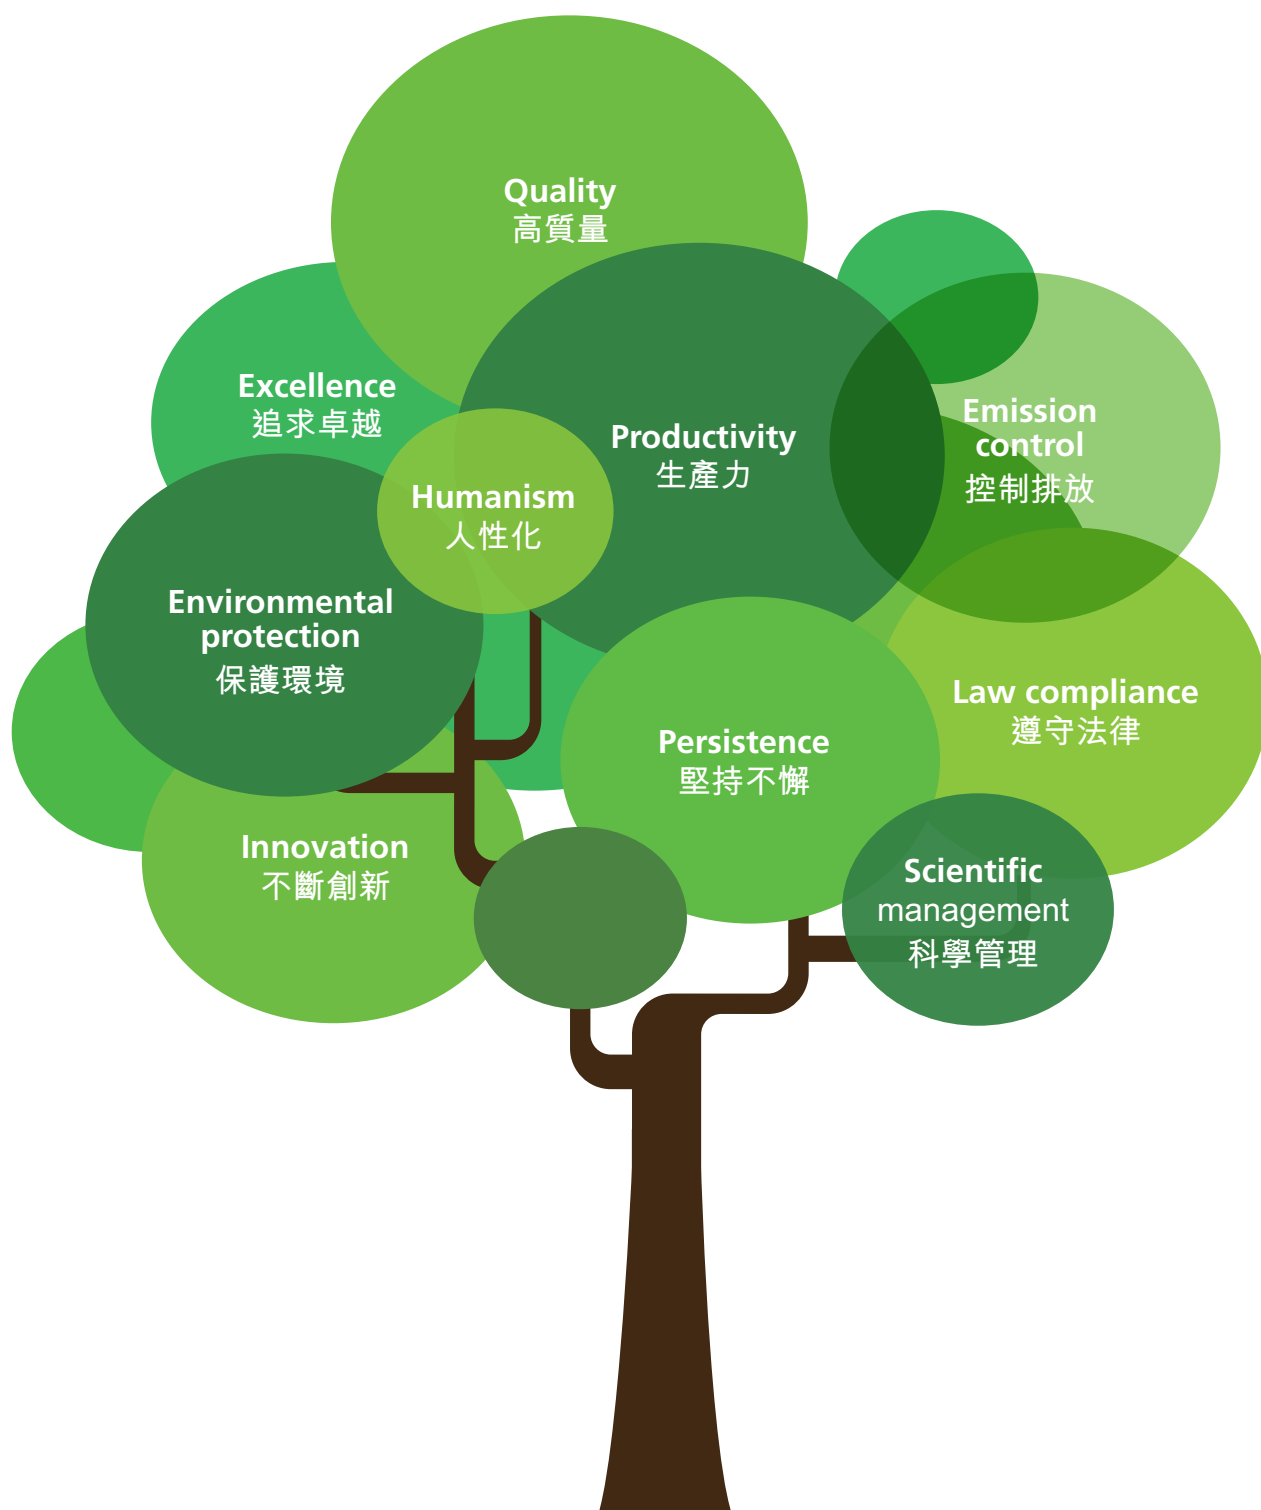 Quality
高質量
Excellence
追求卓越
Productivity
生產力
Emission
control
控制排放
Humanism
人性化
Environmental
protection
保護環境
Law compliance
遵守法律
Persistence
堅持不懈
Innovation
不斷創新
Scientific
management
科學管理